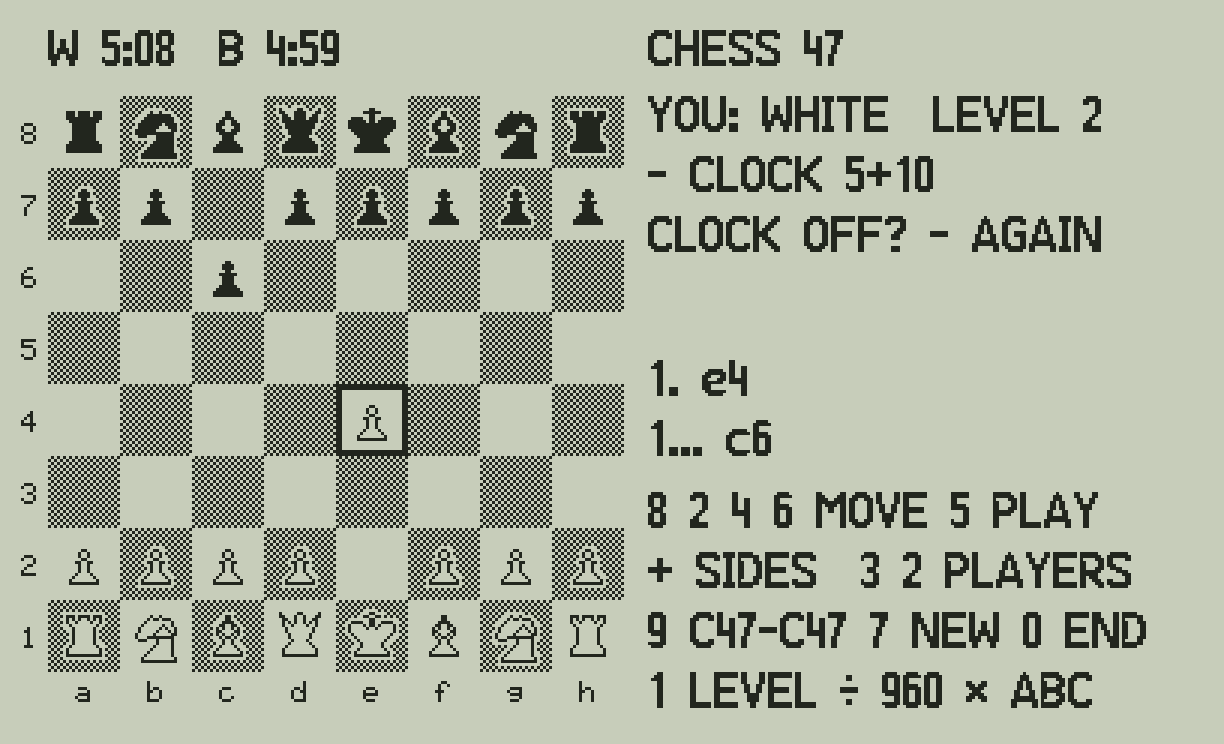 W 5:08 B 4:59
8
7
6
5
4
3
2
1
a b c d e f g h
CHESS 47
YOU: WHITE LEVEL 2
- CLOCK 5+10
CLOCK OFF? - AGAIN
1. e4
1... c6
8 2 4 6 MOVE 5 PLAY
+ SIDES 3 2 PLAYERS
9 C47-C47 7 NEW 0 END
1 LEVEL ÷ 960 × ABC